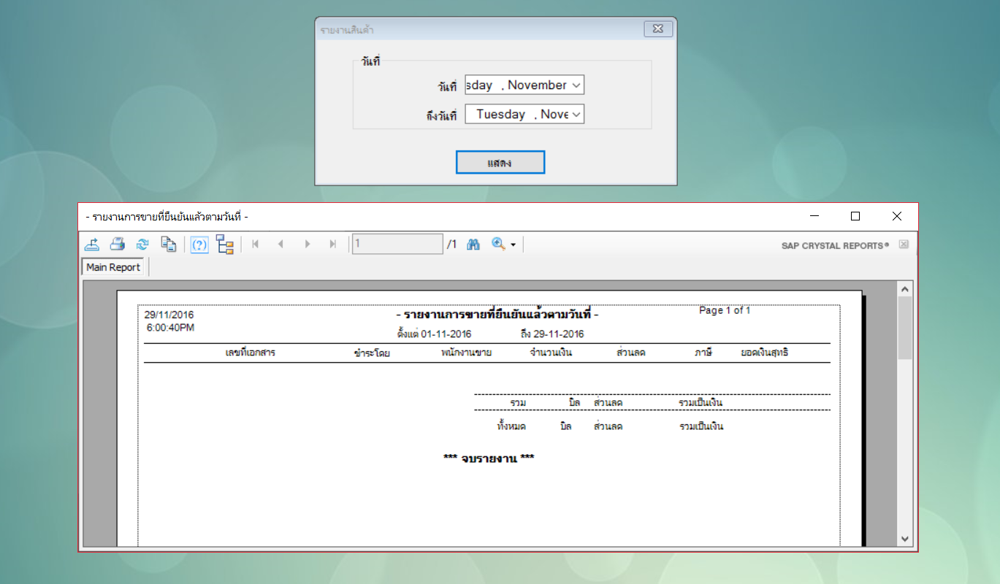 รายงานสินค้า
วันที่
วันที่ sday , November
ถึงวันที่ Tuesday , Nove
แสดง
- รายงานการขายที่ยืนยันแล้วตามวันที่ -
(?) 1 /1 SAP CRYSTAL REPORTS®
Main Report
29/11/2016 - รายงานการขายที่ยืนยันแล้วตามวันที่ - Page 1 of 1
6:00:40PM ตั้งแต่ 01-11-2016 ถึง 29-11-2016
เลขที่เอกสาร ชำระโดย พนักงานขาย จำนวนเงิน ส่วนลด ภาษี ยอดเงินสุทธิ
รวม บิล ส่วนลด รวมเป็นเงิน
ทั้งหมด บิล ส่วนลด รวมเป็นเงิน
*** จบรายงาน ***